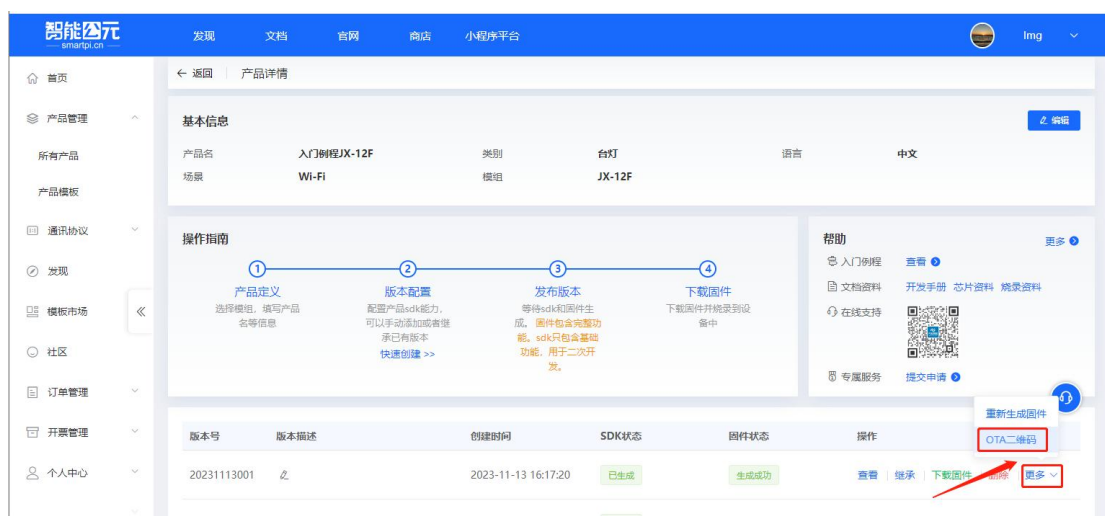 智能公元
smartpi.cn
发现 文档 官网 商店 小程序平台 lmg
首页
产品管理
所有产品
产品模板
通讯协议
发现
模板市场
社区
订单管理
开票管理
个人中心
← 返回 产品详情
基本信息 编辑
产品名 入门例程JX-12F 类别 台灯 语言 中文
场景 Wi-Fi 模组 JX-12F
操作指南
1 2 3 4
产品定义 版本配置 发布版本 下载固件
选择模组，填写产品 配置产品sdk能力， 等待sdk和固件生 下载固件并烧录到设
名等信息 可以手动添加或者继 成。固件包含完整功 备中
承已有版本 能。sdk只包含基础
快速创建 >> 功能，用于二次开
发。
帮助 更多
入门例程 查看
文档资料 开发手册 芯片资料 烧录资料
在线支持
专属服务 提交申请
重新生成固件
OTA二维码
版本号 版本描述 创建时间 SDK状态 固件状态 操作
20231113001 2023-11-13 16:17:20 已生成 生成成功 查看 继承 下载固件 删除 更多